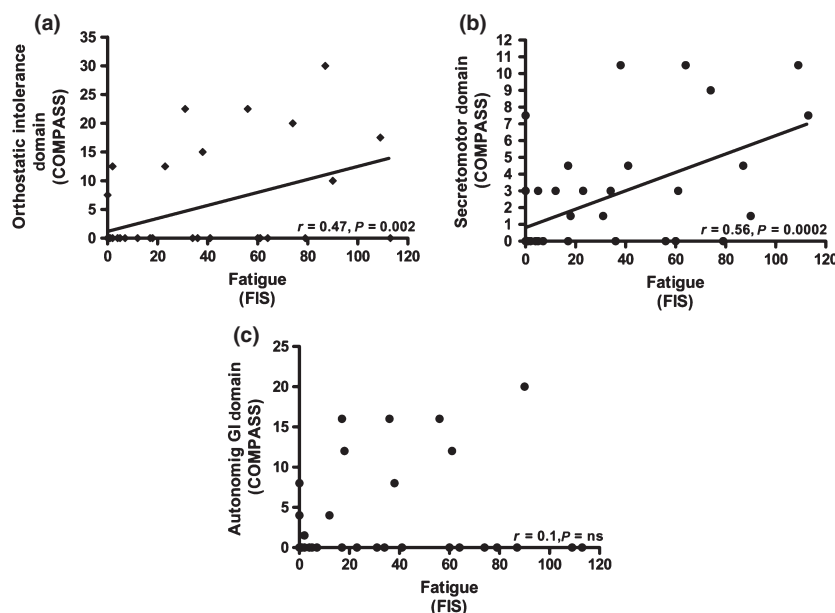 (a)
35
30
25
20
15
10
5
0
Orthostatic intolerance
domain
(COMPASS)
r = 0.47, P = 0.002
0 20 40 60 80 100 120
Fatigue
(FIS)
(b)
12
11
10
9
8
7
6
5
4
3
2
1
0
Secretomotor domain
(COMPASS)
r = 0.56, P = 0.0002
0 20 40 60 80 100 120
Fatigue
(FIS)
(c)
25
20
15
10
5
0
Autonomig GI domain
(COMPASS)
r = 0.1,P = ns
0 20 40 60 80 100 120
Fatigue
(FIS)